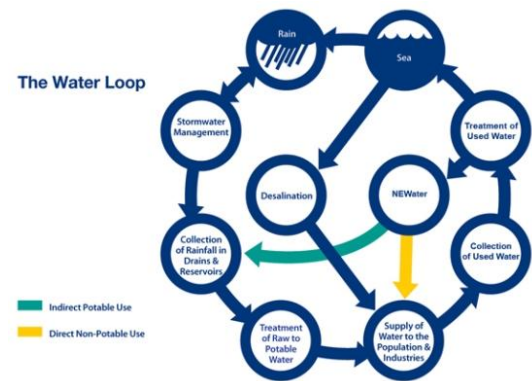 The Water Loop
Rain
Sea
Stormwater
Management
Treatment of
Used Water
Desalination
NEWater
Collection
of Rainfall in
Drains &
Reservoirs
Collection
of Used Water
Indirect Potable Use
Direct Non-Potable Use
Treatment
of Raw to
Potable
Water
Supply of
Water to the
Population &
Industries